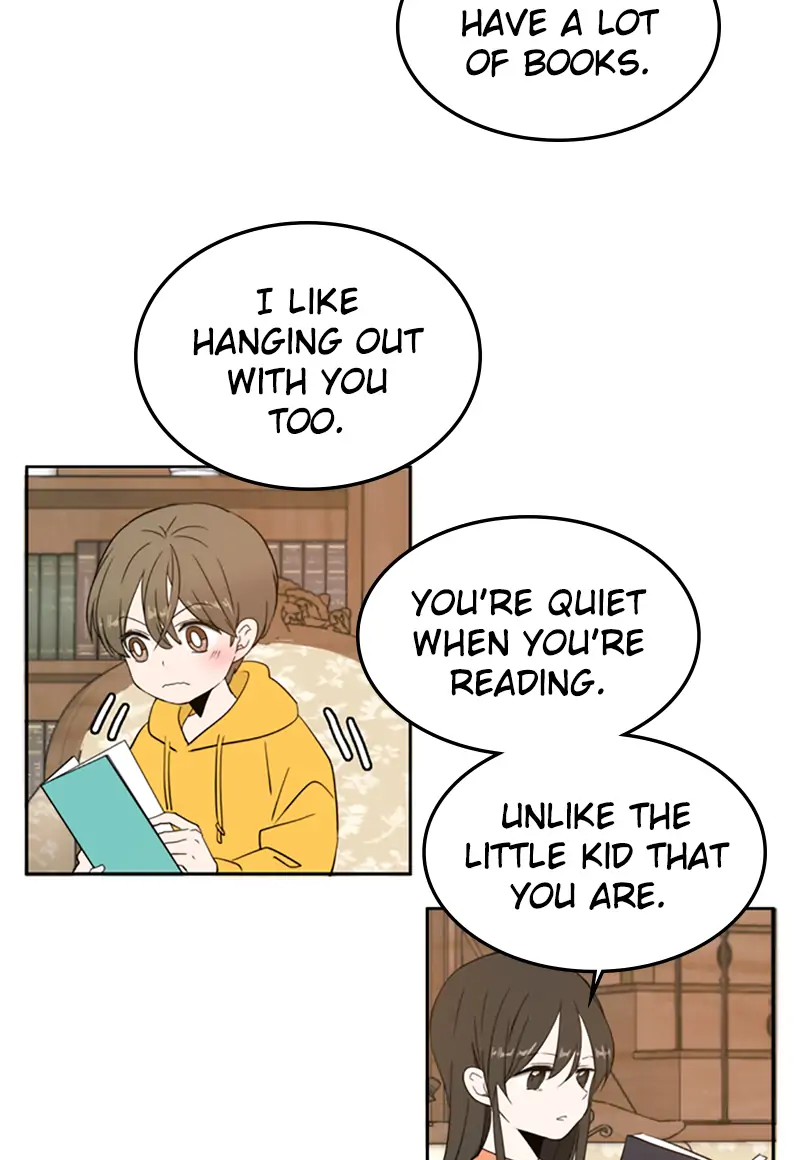 HAVE A LOT
OF BOOKS.
I LIKE
HANGING OUT
WITH YOU
TOO.
YOU'RE QUIET
WHEN YOU'RE
READING.
UNLIKE THE
LITTLE KID THAT
YOU ARE.